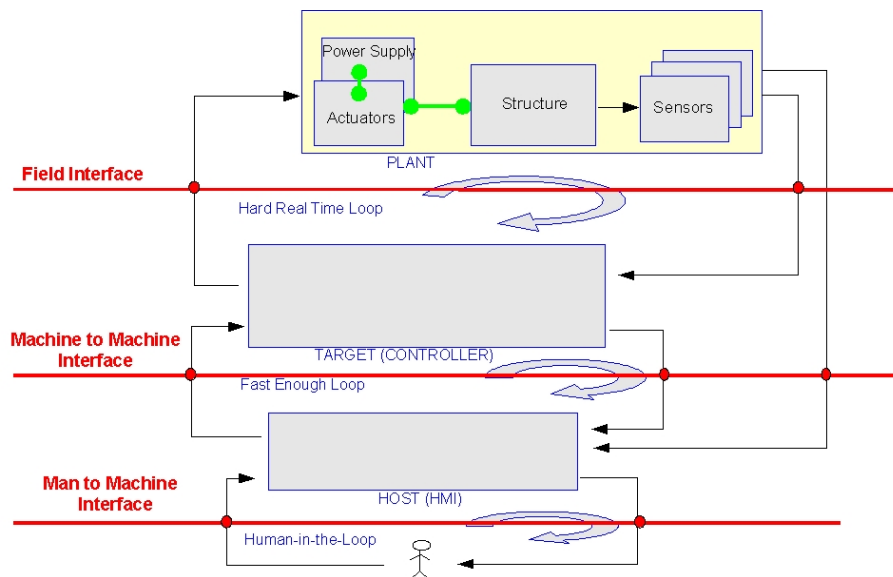 Power Supply
Actuators
Structure
Sensors
PLANT
Field Interface
Hard Real Time Loop
Machine to Machine
Interface
TARGET (CONTROLLER)
Fast Enough Loop
Man to Machine
Interface
HOST (HMI)
Human-in-the-Loop